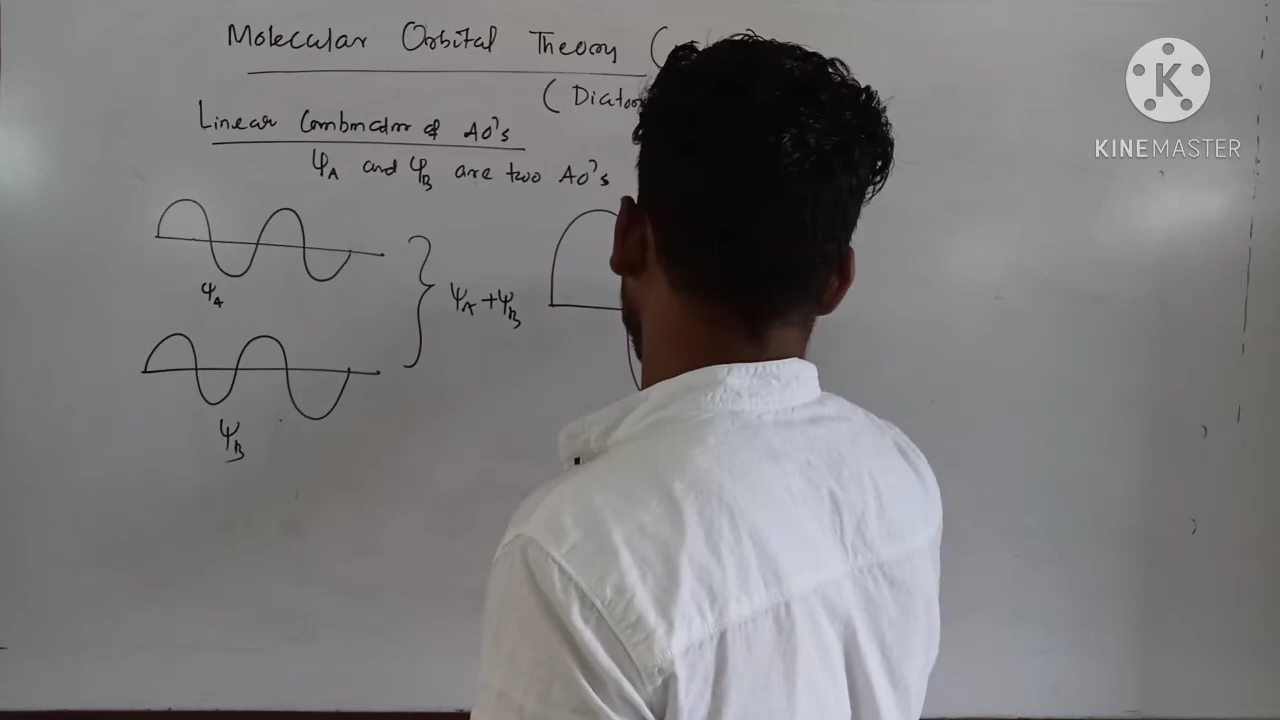 Molecular Orbital Theory (
( Diatom
Linear Combination of AO's
ΨA and ΨB are two AO's
ΨA
ΨA + ΨB
ΨB
K
KINEMASTER